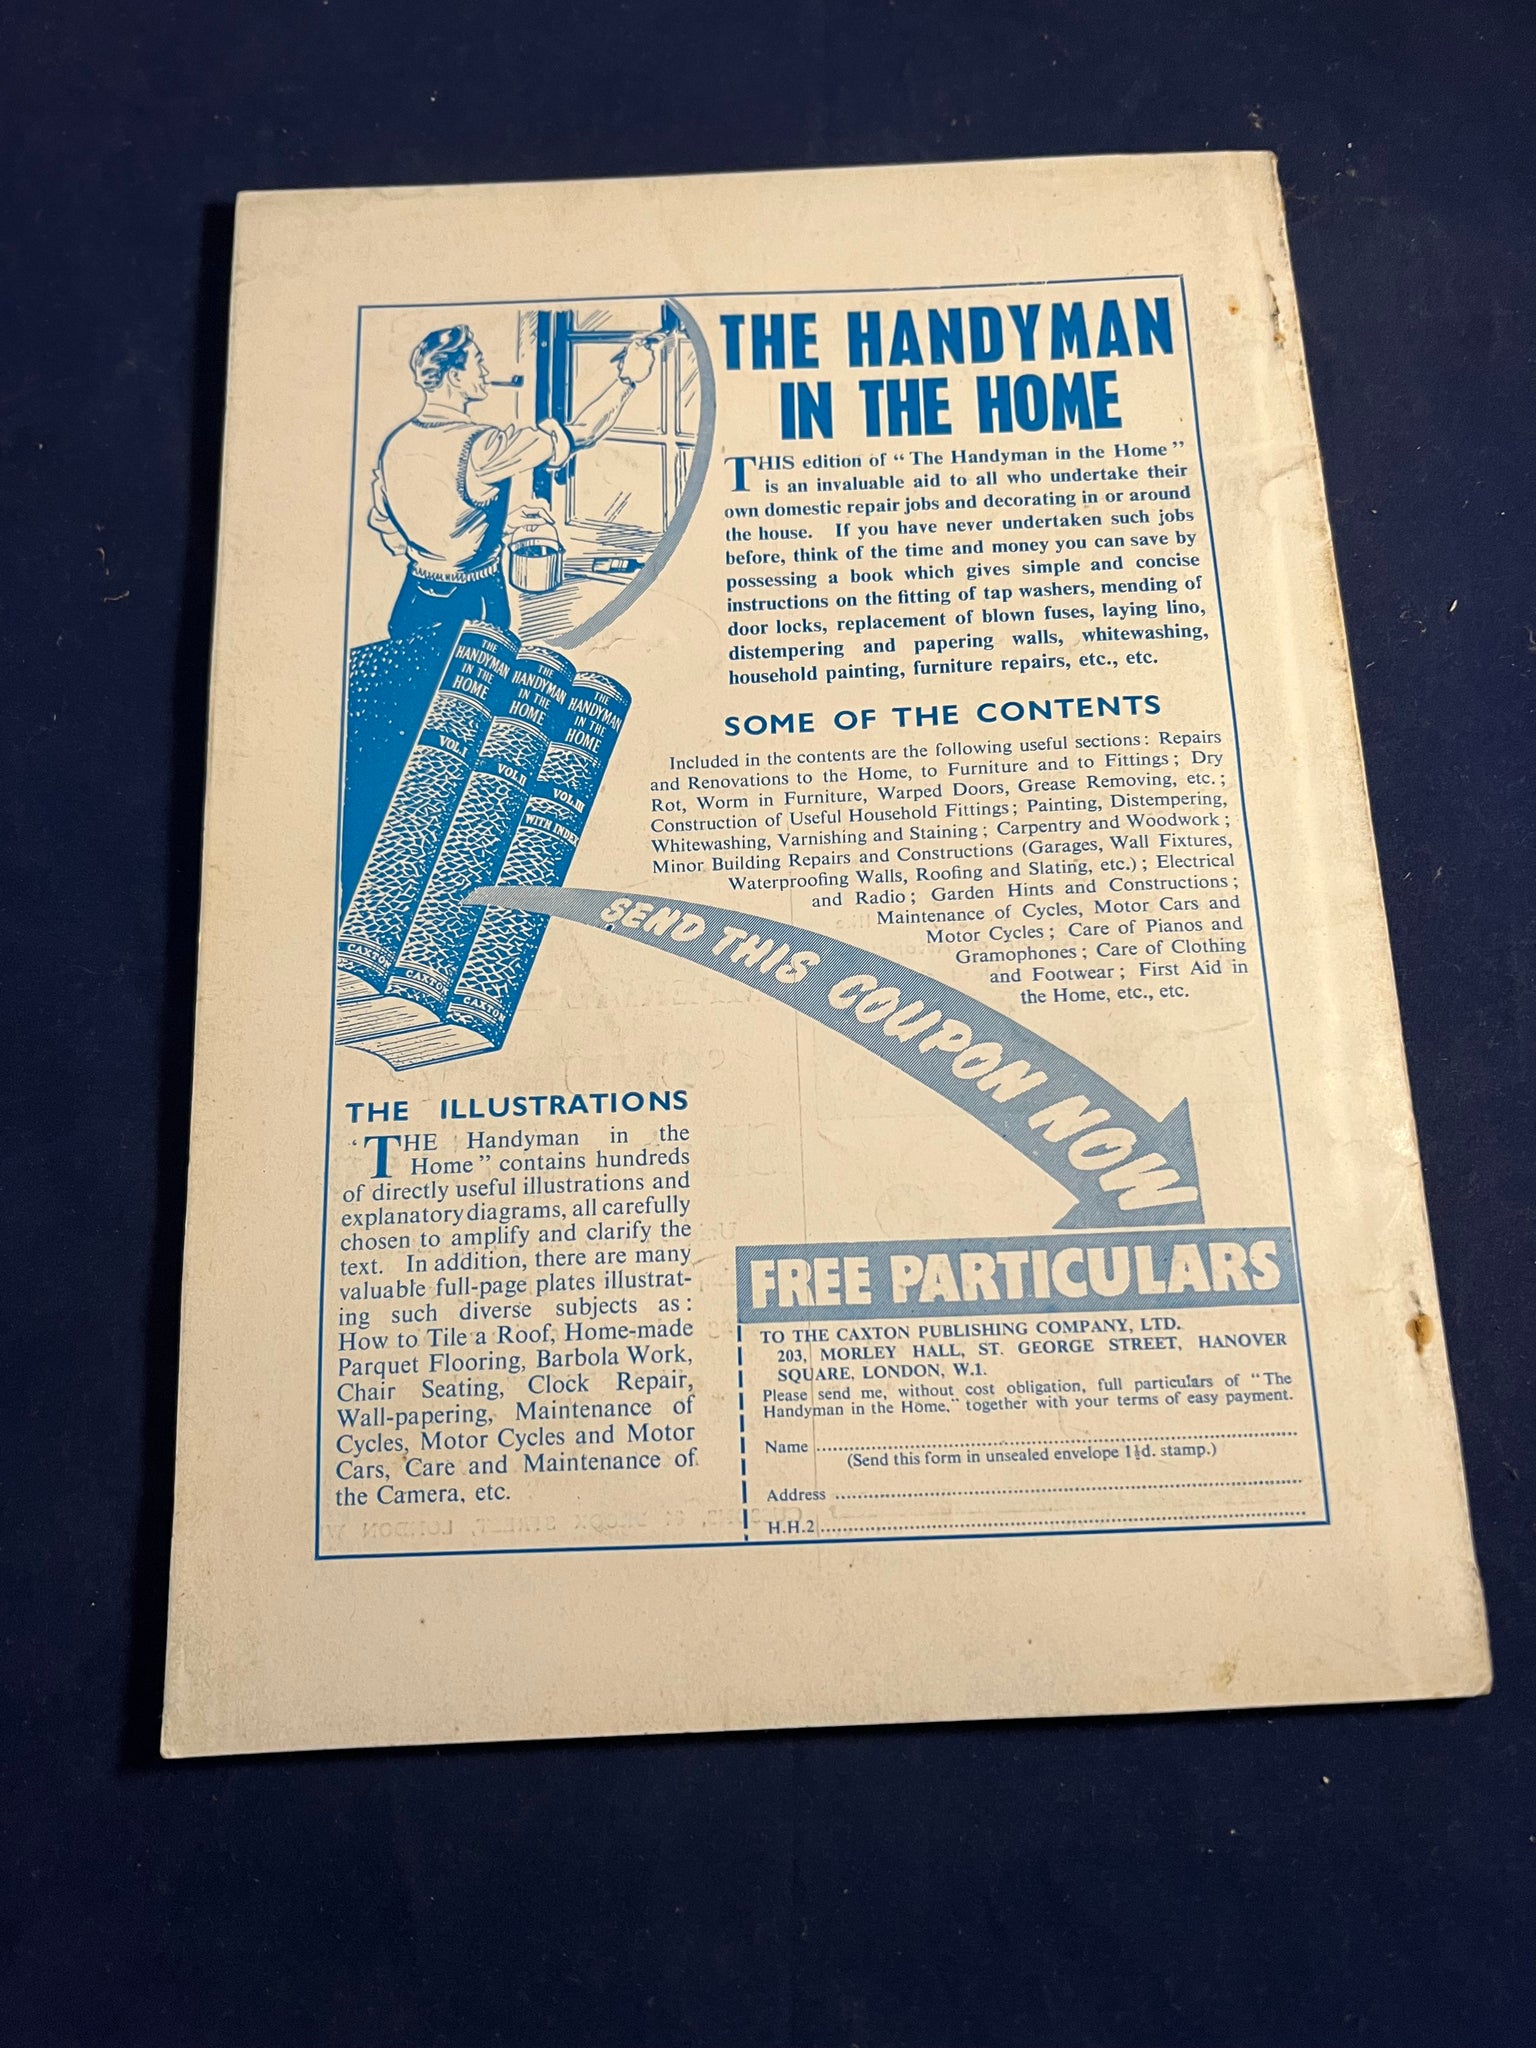 THE HANDYMAN
IN THE HOME
THIS edition of “ The Handyman in the Home ”
is an invaluable aid to all who undertake their
own domestic repair jobs and decorating in or around
the house. If you have never undertaken such jobs
before, think of the time and money you can save by
possessing a book which gives simple and concise
instructions on the fitting of tap washers, mending of
door locks, replacement of blown fuses, laying lino,
distempering and papering walls, whitewashing,
household painting, furniture repairs, etc., etc.
THE
HANDYMAN
IN THE
HOME
VOL.I
CAXTON
THE
HANDYMAN
IN THE
HOME
VOL II
CAXTON
THE
HANDYMAN
IN THE
HOME
VOL.III
WITH INDEX
CAXTON
SOME OF THE CONTENTS
Included in the contents are the following useful sections: Repairs
and Renovations to the Home, to Furniture and to Fittings ; Dry
Rot, Worm in Furniture, Warped Doors, Grease Removing, etc. ;
Construction of Useful Household Fittings ; Painting, Distempering,
Whitewashing, Varnishing and Staining ; Carpentry and Woodwork ;
Minor Building Repairs and Constructions (Garages, Wall Fixtures,
Waterproofing Walls, Roofing and Slating, etc.) ; Electrical
and Radio ; Garden Hints and Constructions ;
Maintenance of Cycles, Motor Cars and
Motor Cycles ; Care of Pianos and
Gramophones ; Care of Clothing
and Footwear ; First Aid in
the Home, etc., etc.
SEND THIS COUPON NOW
THE ILLUSTRATIONS
‘THE Handyman in the
Home ” contains hundreds
of directly useful illustrations and
explanatory diagrams, all carefully
chosen to amplify and clarify the
text. In addition, there are many
valuable full-page plates illustrat-
ing such diverse subjects as :
How to Tile a Roof, Home-made
Parquet Flooring, Barbola Work,
Chair Seating, Clock Repair,
Wall-papering, Maintenance of
Cycles, Motor Cycles and Motor
Cars, Care and Maintenance of
the Camera, etc.
FREE PARTICULARS
TO THE CAXTON PUBLISHING COMPANY, LTD.
203, MORLEY HALL, ST. GEORGE STREET, HANOVER
SQUARE, LONDON, W.1.
Please send me, without cost obligation, full particulars of “The
Handyman in the Home,” together with your terms of easy payment.
Name
(Send this form in unsealed envelope 1½d. stamp.)
Address
H.H.2